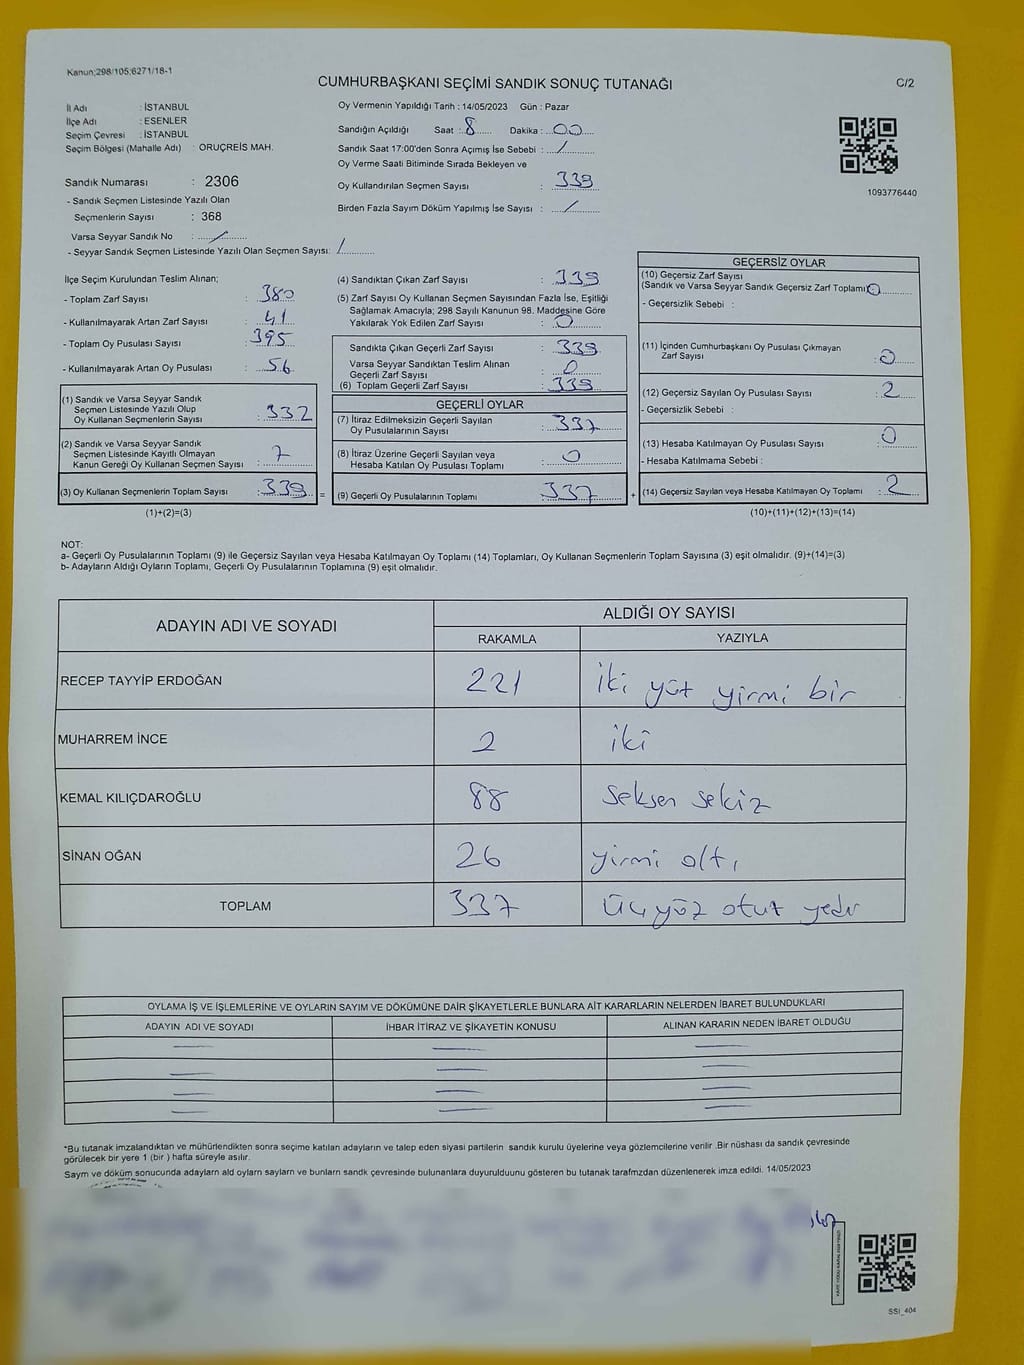 Kanun;298/105;6271/18-1
CUMHURBAŞKANI SEÇİMİ SANDIK SONUÇ TUTANAĞI
C/2
İl Adı : İSTANBUL
İlçe Adı : ESENLER
Seçim Çevresi : İSTANBUL
Seçim Bölgesi (Mahalle Adı) : ORUÇREİS MAH.
Sandık Numarası : 2306
- Sandık Seçmen Listesinde Yazılı Olan
Seçmenlerin Sayısı : 368
Varsa Seyyar Sandık No : /
- Seyyar Sandık Seçmen Listesinde Yazılı Olan Seçmen Sayısı: /
Oy Vermenin Yapıldığı Tarih : 14/05/2023 Gün : Pazar
Sandığın Açıldığı Saat : 8 Dakika : 00
Sandık Saat 17:00'den Sonra Açımış İse Sebebi : /
Oy Verme Saati Bitiminde Sırada Bekleyen ve
Oy Kullandırılan Seçmen Sayısı : 339
Birden Fazla Sayım Döküm Yapılmış İse Sayısı : /
1093776440
İlçe Seçim Kurulundan Teslim Alınan;
- Toplam Zarf Sayısı : 380
- Kullanılmayarak Artan Zarf Sayısı : 41
- Toplam Oy Pusulası Sayısı : 395
- Kullanılmayarak Artan Oy Pusulası : 56
(1) Sandık ve Varsa Seyyar Sandık
Seçmen Listesinde Yazılı Olup
Oy Kullanan Seçmenlerin Sayısı : 332
(2) Sandık ve Varsa Seyyar Sandık
Seçmen Listesinde Kayıtlı Olmayan
Kanun Gereği Oy Kullanan Seçmen Sayısı : 7
(3) Oy Kullanan Seçmenlerin Toplam Sayısı : 339 =
(1)+(2)=(3)
(4) Sandıktan Çıkan Zarf Sayısı : 339
(5) Zarf Sayısı Oy Kullanan Seçmen Sayısından Fazla İse, Eşitliği
Sağlamak Amacıyla; 298 Sayılı Kanunun 98. Maddesine Göre
Yakılarak Yok Edilen Zarf Sayısı : 0
Sandıkta Çıkan Geçerli Zarf Sayısı : 339
Varsa Seyyar Sandıktan Teslim Alınan
Geçerli Zarf Sayısı : 0
(6) Toplam Geçerli Zarf Sayısı : 339
GEÇERLİ OYLAR
(7) İtiraz Edilmeksizin Geçerli Sayılan
Oy Pusulalarının Sayısı : 337
(8) İtiraz Üzerine Geçerli Sayılan veya
Hesaba Katılan Oy Pusulası Toplamı : 0
(9) Geçerli Oy Pusulalarının Toplamı : 337 +
GEÇERSİZ OYLAR
(10) Geçersiz Zarf Sayısı
(Sandık ve Varsa Seyyar Sandık Geçersiz Zarf Toplamı) 0
- Geçersizlik Sebebi :
(11) İçinden Cumhurbaşkanı Oy Pusulası Çıkmayan
Zarf Sayısı : 0
(12) Geçersiz Sayılan Oy Pusulası Sayısı : 2
- Geçersizlik Sebebi :
(13) Hesaba Katılmayan Oy Pusulası Sayısı : 0
- Hesaba Katılmama Sebebi :
(14) Geçersiz Sayılan veya Hesaba Katılmayan Oy Toplamı : 2
(10)+(11)+(12)+(13)=(14)
NOT:
a- Geçerli Oy Pusulalarının Toplamı (9) ile Geçersiz Sayılan veya Hesaba Katılmayan Oy Toplamı (14) Toplamları, Oy Kullanan Seçmenlerin Toplam Sayısına (3) eşit olmalıdır. (9)+(14)=(3)
b- Adayların Aldığı Oyların Toplamı, Geçerli Oy Pusulalarının Toplamına (9) eşit olmalıdır.
ADAYIN ADI VE SOYADI
ALDIĞI OY SAYISI
RAKAMLA YAZIYLA
RECEP TAYYİP ERDOĞAN 221 iki yüt yirmi bir
MUHARREM İNCE 2 iki
KEMAL KILIÇDAROĞLU 88 Seksen sekiz
SİNAN OĞAN 26 yirmi altı
TOPLAM 337 Üçyüz otuz yedi
OYLAMA İŞ VE İŞLEMLERİNE VE OYLARIN SAYIM VE DÖKÜMÜNE DAİR ŞİKAYETLERLE BUNLARA AİT KARARLARIN NELERDEN İBARET BULUNDUKLARI
ADAYIN ADI VE SOYADI İHBAR İTİRAZ VE ŞİKAYETİN KONUSU ALINAN KARARIN NEDEN İBARET OLDUĞU
*Bu tutanak imzalandıktan ve mühürlendikten sonra seçime katılan adayların ve talep eden siyasi partilerin sandık kurulu üyelerine veya gözlemcilerine verilir .Bir nüshası da sandık çevresinde
görülecek bir yere 1 (bir ) hafta süreyle asılır.
Saym ve döküm sonucunda adayların ald oylarn saylarn ve bunlarn sandk çevresinde bulunanlara duyurulduunu gösteren bu tutanak tarafmzdan düzenlenerek imza edildi. 14/05/2023
SSI_404